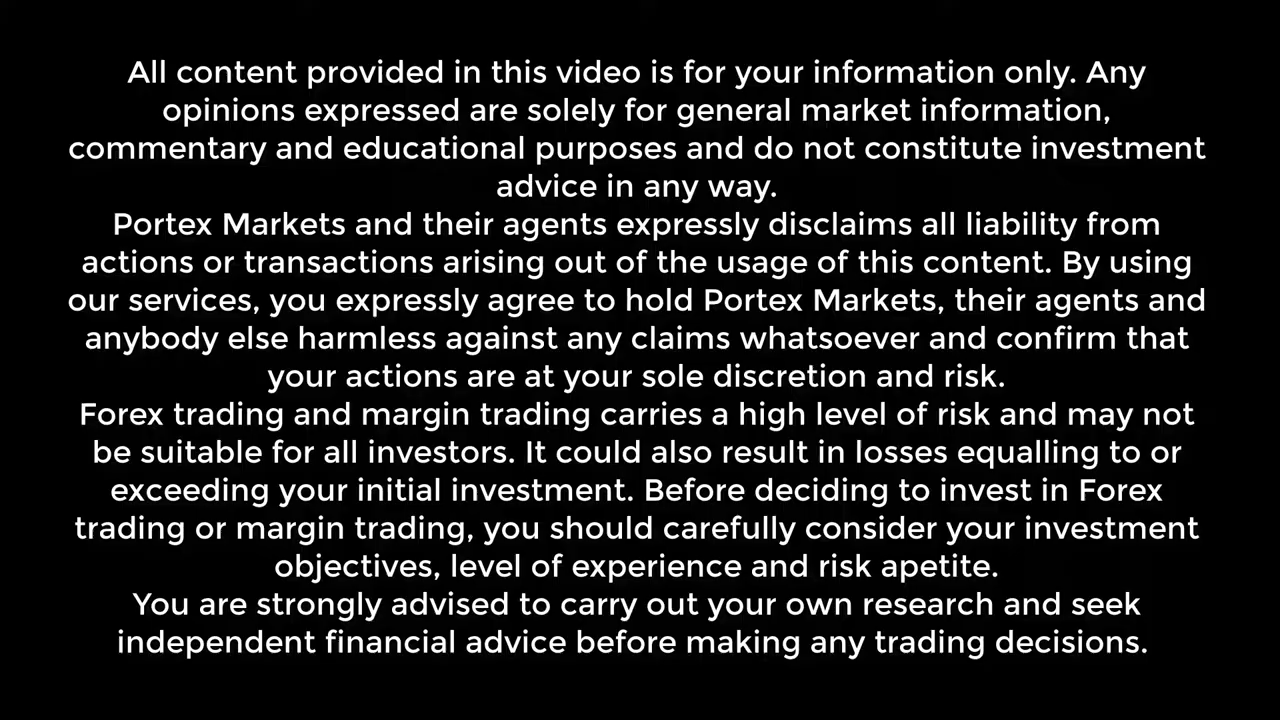 All content provided in this video is for your information only. Any
opinions expressed are solely for general market information,
commentary and educational purposes and do not constitute investment
advice in any way.
Portex Markets and their agents expressly disclaims all liability from
actions or transactions arising out of the usage of this content. By using
our services, you expressly agree to hold Portex Markets, their agents and
anybody else harmless against any claims whatsoever and confirm that
your actions are at your sole discretion and risk.
Forex trading and margin trading carries a high level of risk and may not
be suitable for all investors. It could also result in losses equalling to or
exceeding your initial investment. Before deciding to invest in Forex
trading or margin trading, you should carefully consider your investment
objectives, level of experience and risk apetite.
You are strongly advised to carry out your own research and seek
independent financial advice before making any trading decisions.